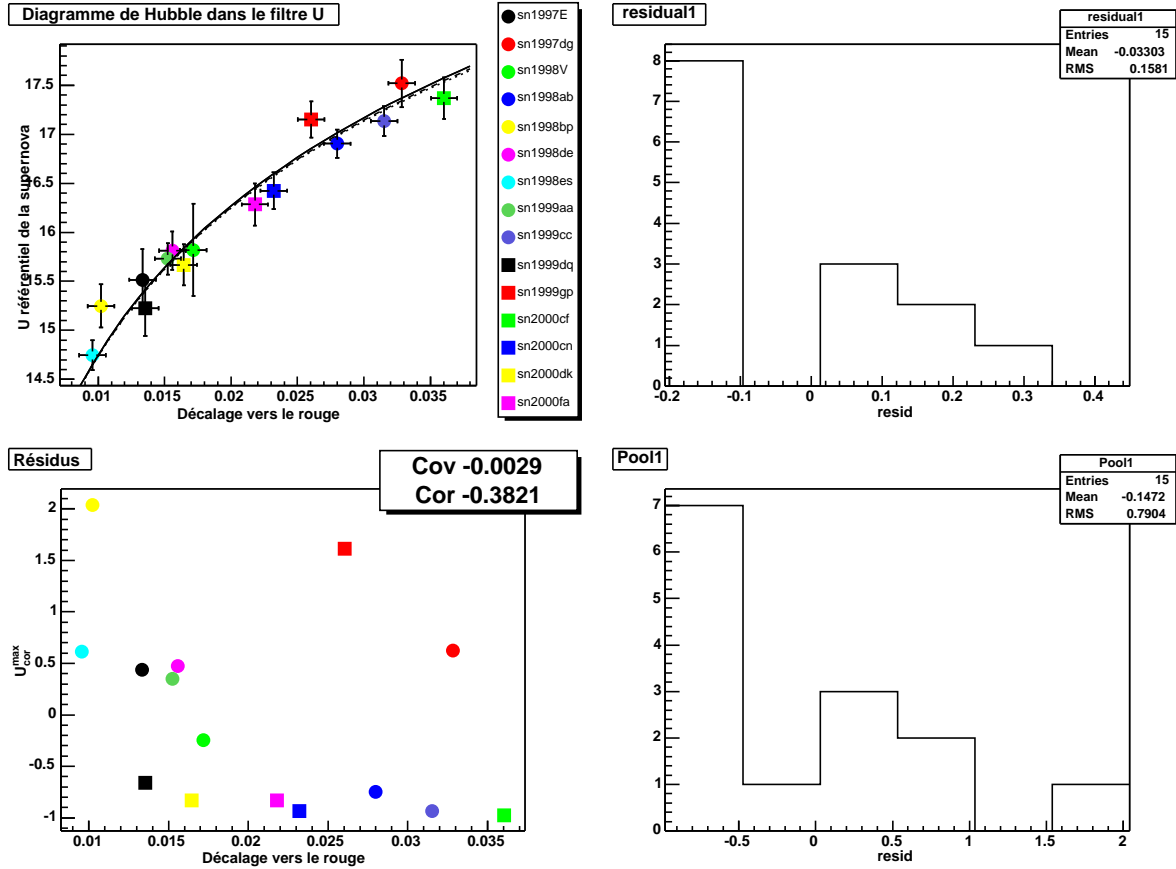 Diagramme de Hubble dans le filtre U
U référentiel de la supernova
17.5
17
16.5
16
15.5
15
14.5
0.01
0.015
0.02
0.025
0.03
0.035
Décalage vers le rouge
sn1997E
sn1997dg
sn1998V
sn1998ab
sn1998bp
sn1998de
sn1998es
sn1999aa
sn1999cc
sn1999dq
sn1999gp
sn2000cf
sn2000cn
sn2000dk
sn2000fa
residual1
residual1
Entries 15
Mean -0.03303
RMS 0.1581
8
7
6
5
4
3
2
1
0
-0.2
-0.1
0
0.1
0.2
0.3
0.4
resid
Résidus
Cov -0.0029
Cor -0.3821
U max cor
2
1.5
1
0.5
0
-0.5
-1
0.01
0.015
0.02
0.025
0.03
0.035
Décalage vers le rouge
Pool1
Pool1
Entries 15
Mean -0.1472
RMS 0.7904
7
6
5
4
3
2
1
0
-0.5
0
0.5
1
1.5
2
resid